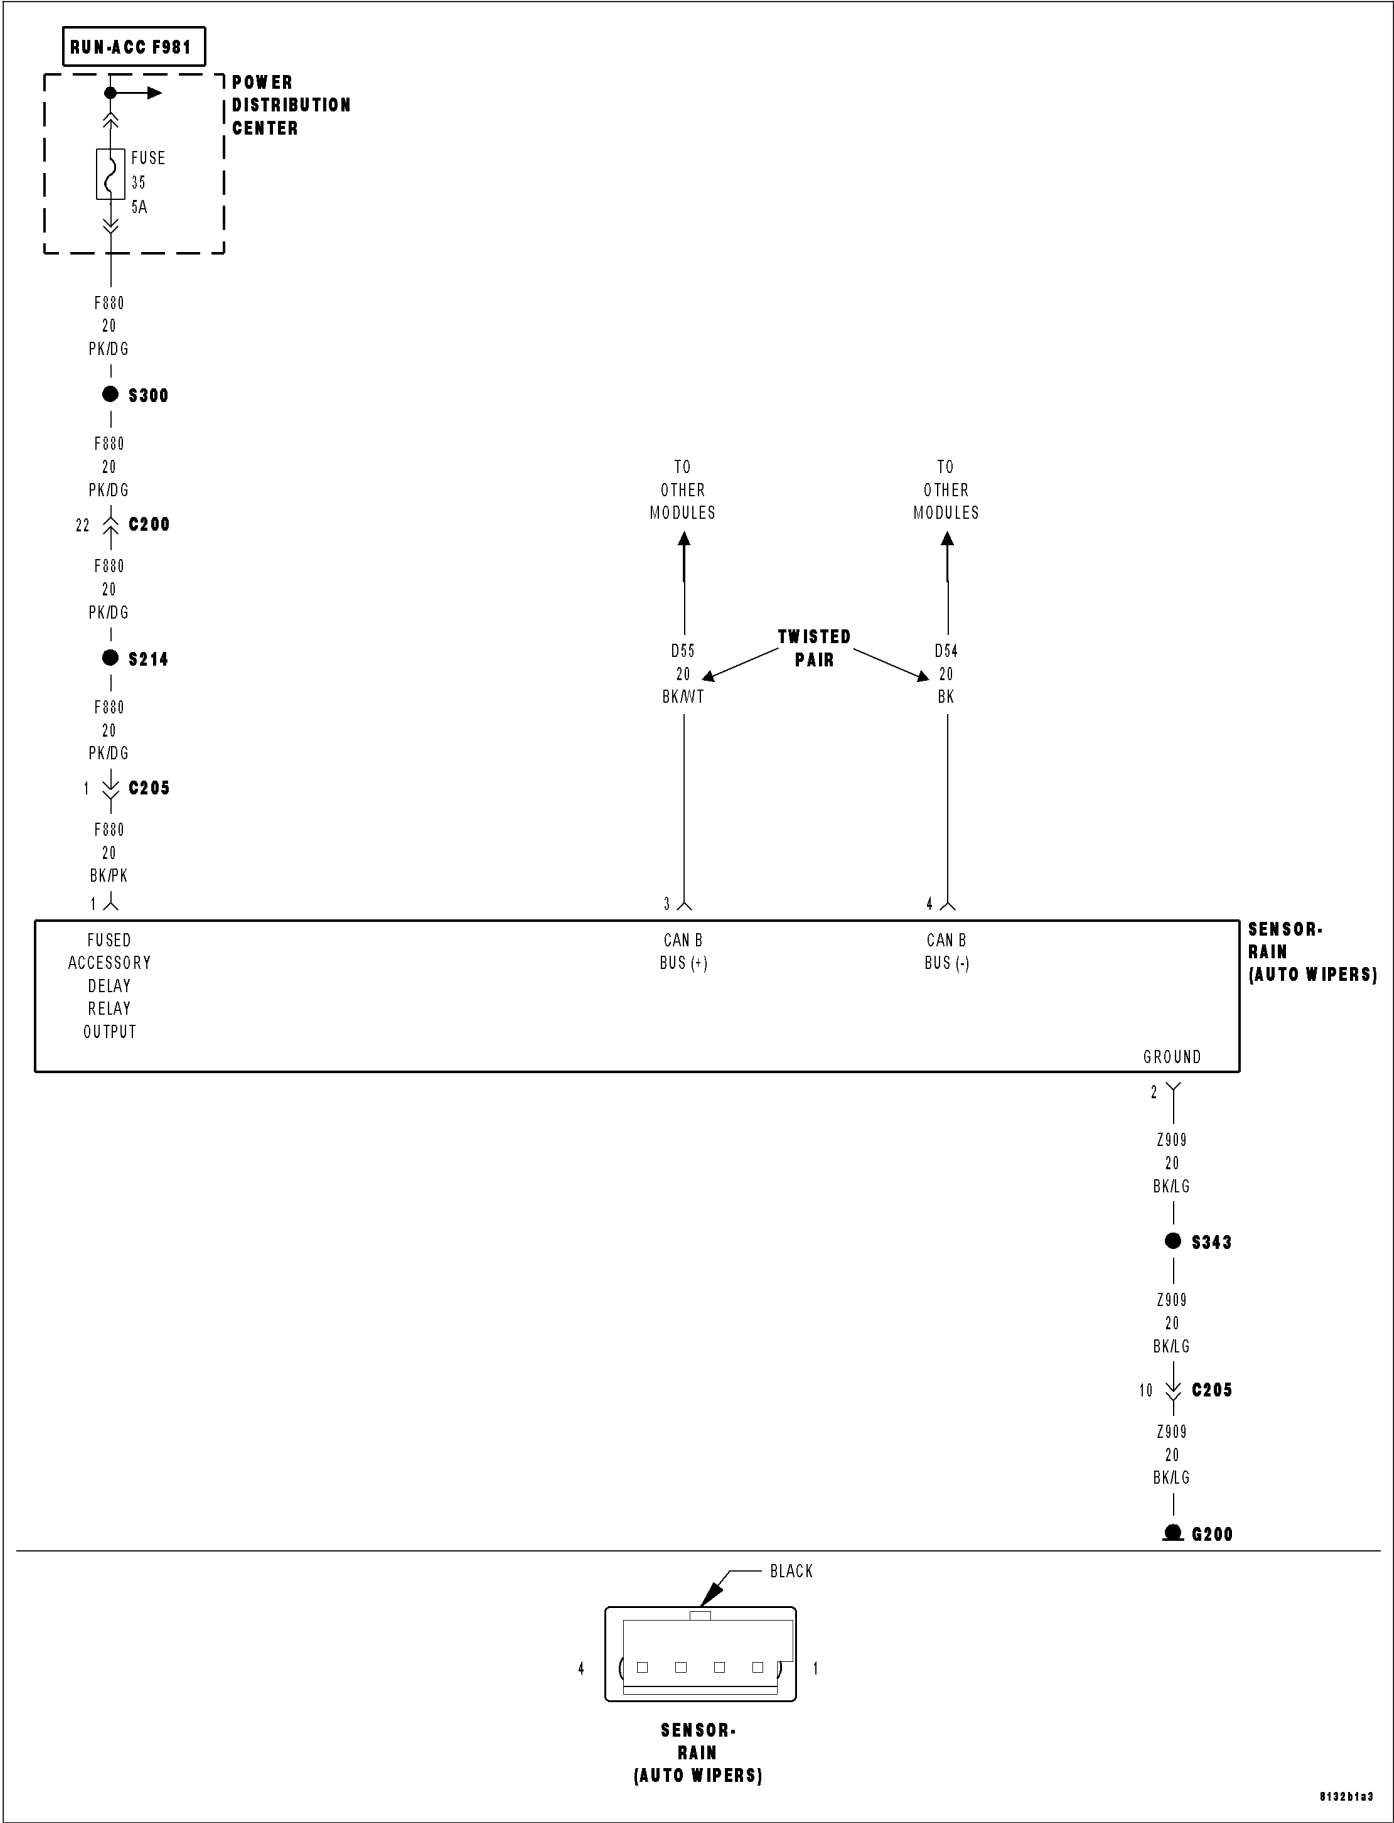 RUN-ACC F981
POWER
DISTRIBUTION
CENTER
FUSE
35
5A
F880
20
PK/DG
S300
F880
20
PK/DG
22
C200
F880
20
PK/DG
S214
F880
20
PK/DG
1
C205
F880
20
BK/PK
1
TO
OTHER
MODULES
TO
OTHER
MODULES
TWISTED
PAIR
D55
20
BK/WT
D54
20
BK
3
4
FUSED
ACCESSORY
DELAY
RELAY
OUTPUT
CAN B
BUS (+)
CAN B
BUS (-)
SENSOR-
RAIN
(AUTO WIPERS)
GROUND
2
Z909
20
BK/LG
S343
Z909
20
BK/LG
10
C205
Z909
20
BK/LG
G200
BLACK
4
1
SENSOR-
RAIN
(AUTO WIPERS)
8132b1a3